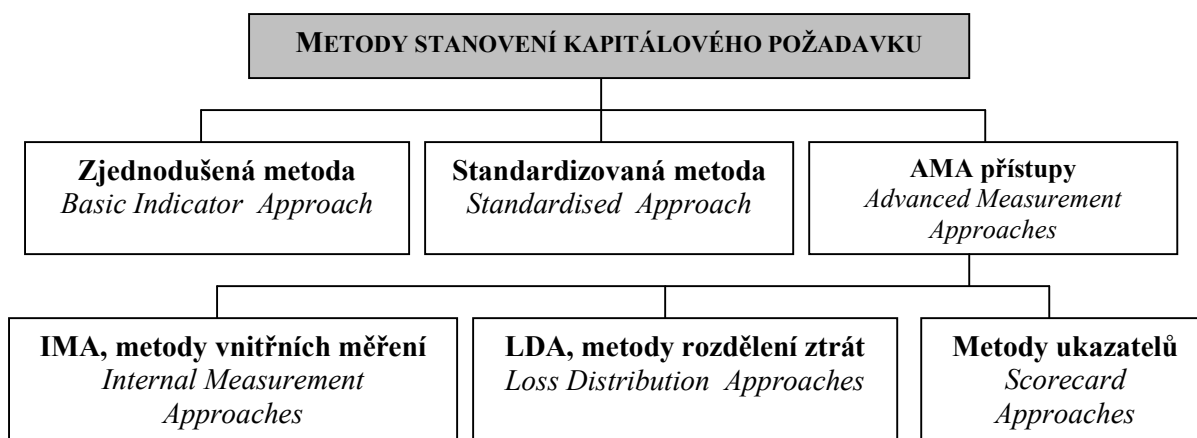 METODY STANOVENÍ KAPITÁLOVÉHO POŽADAVKU
Zjednodušená metoda
Basic Indicator Approach
Standardizovaná metoda
Standardised Approach
AMA přístupy
Advanced Measurement
Approaches
IMA, metody vnitřních měření
Internal Measurement
Approaches
LDA, metody rozdělení ztrát
Loss Distribution Approaches
Metody ukazatelů
Scorecard
Approaches